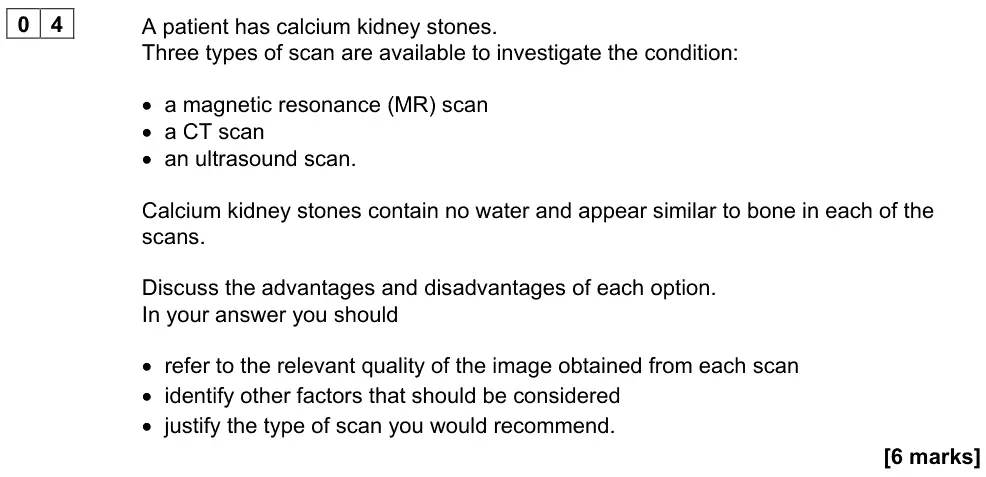 0 4 A patient has calcium kidney stones.
Three types of scan are available to investigate the condition:
• a magnetic resonance (MR) scan
• a CT scan
• an ultrasound scan.
Calcium kidney stones contain no water and appear similar to bone in each of the
scans.
Discuss the advantages and disadvantages of each option.
In your answer you should
• refer to the relevant quality of the image obtained from each scan
• identify other factors that should be considered
• justify the type of scan you would recommend.
[6 marks]